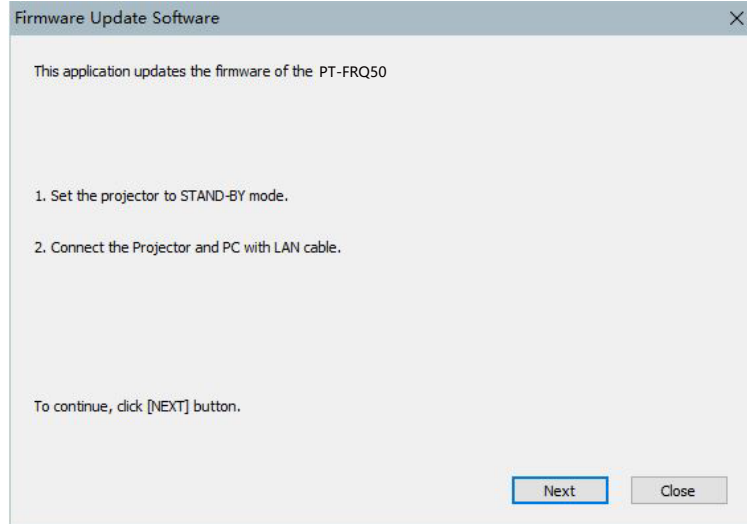 Firmware Update Software
This application updates the firmware of the PT-FRQ50
1. Set the projector to STAND-BY mode.
2. Connect the Projector and PC with LAN cable.
To continue, click [NEXT] button.
Next
Close